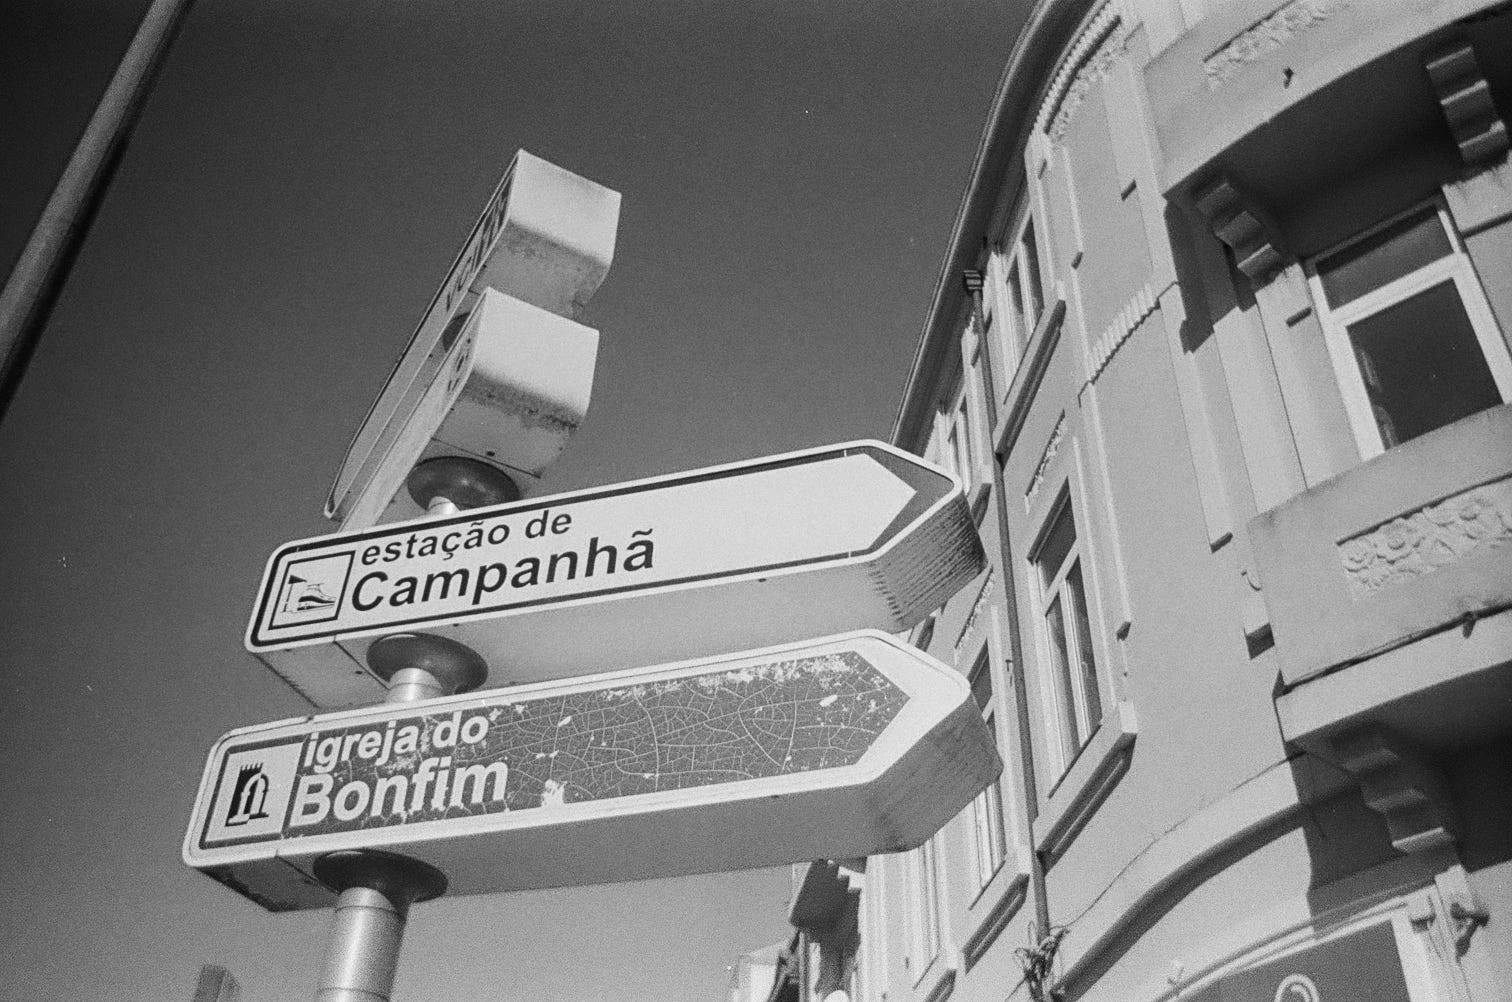 estação de
Campanhã
igreja do
Bonfim